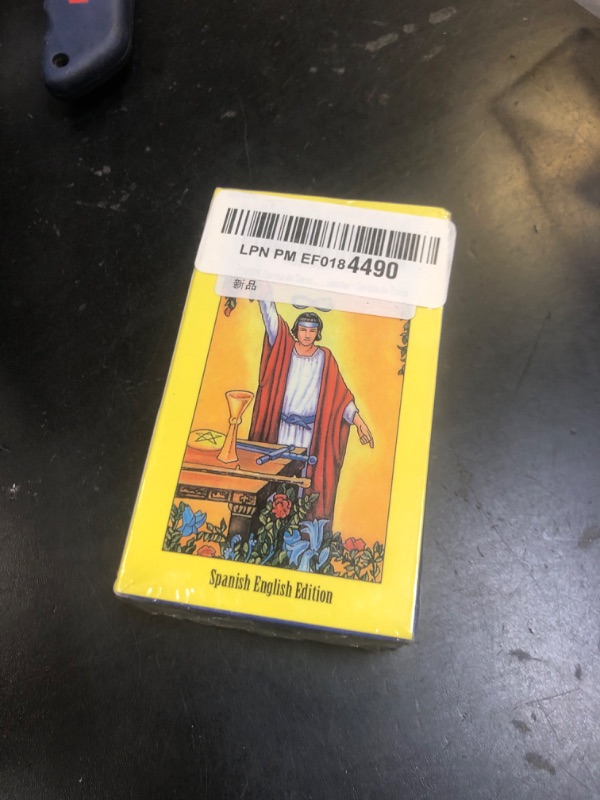 LPN PM EF0184490
新品
Spanish English Edition